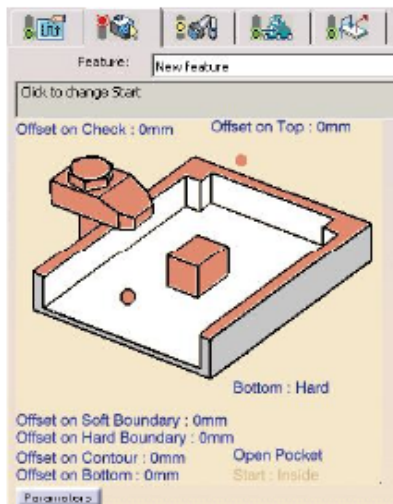 Feature: New feature
Click to change Start
Offset on Check : 0mm Offset on Top : 0mm
Bottom : Hard
Offset on Soft Boundary : 0mm
Offset on Hard Boundary : 0mm
Offset on Contour : 0mm Open Pocket
Offset on Bottom : 0mm Start : Inside
Parameters